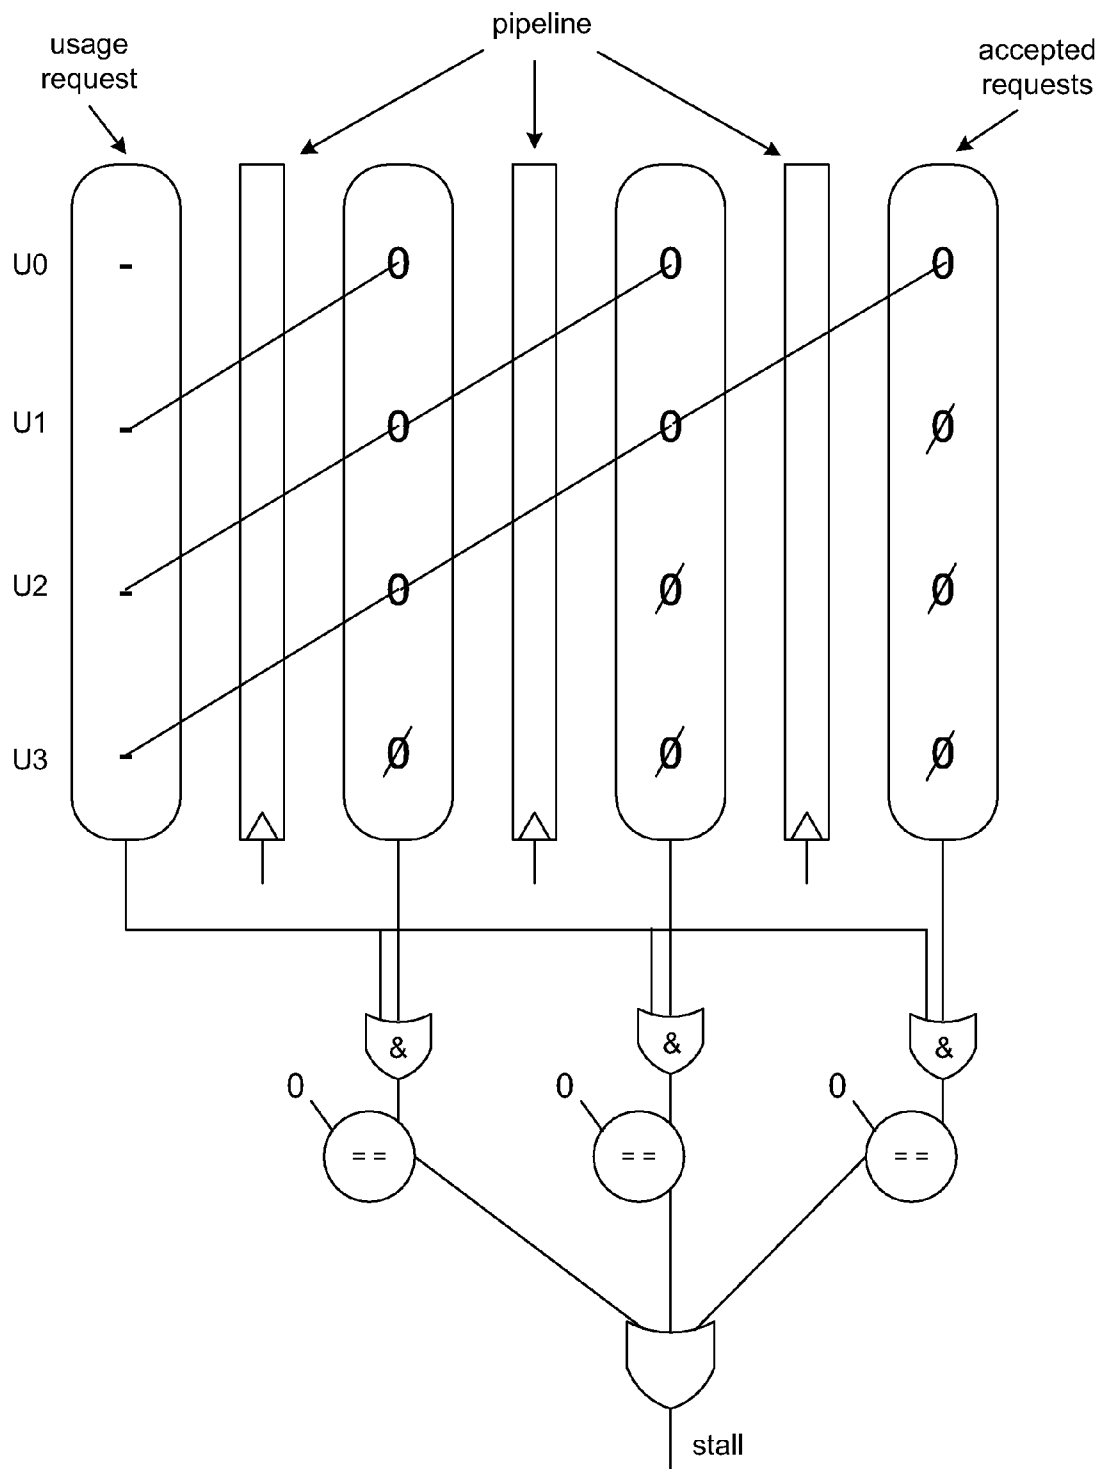 pipeline
usage
request
accepted
requests
U0 - 0 0 0
U1 - 0 0 0
U2 - 0 0 0
U3 - 0 0 0
& & &
0 0 0
== == ==
stall